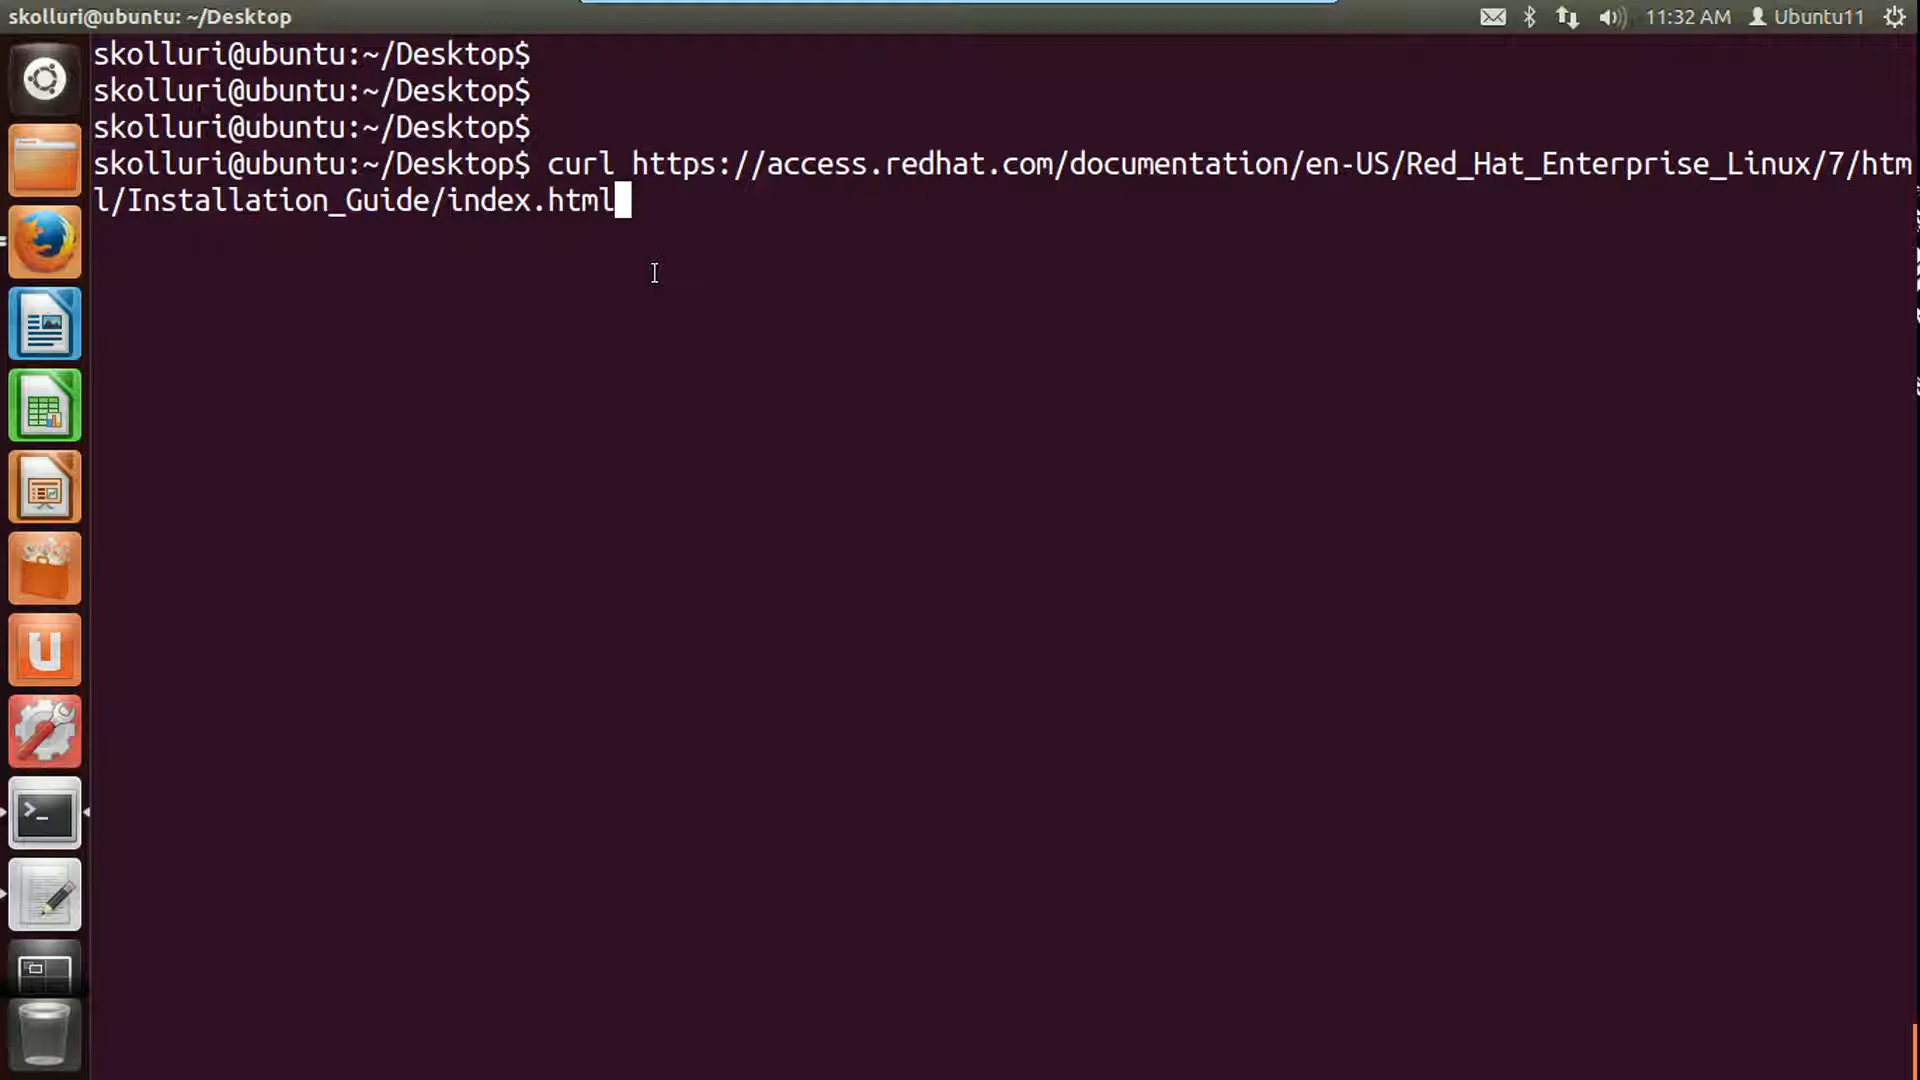 skolluri@ubuntu: ~/Desktop
11:32 AM
Ubuntu11
skolluri@ubuntu:~/Desktop$
skolluri@ubuntu:~/Desktop$
skolluri@ubuntu:~/Desktop$
skolluri@ubuntu:~/Desktop$ curl https://access.redhat.com/documentation/en-US/Red_Hat_Enterprise_Linux/7/htm
l/Installation_Guide/index.html